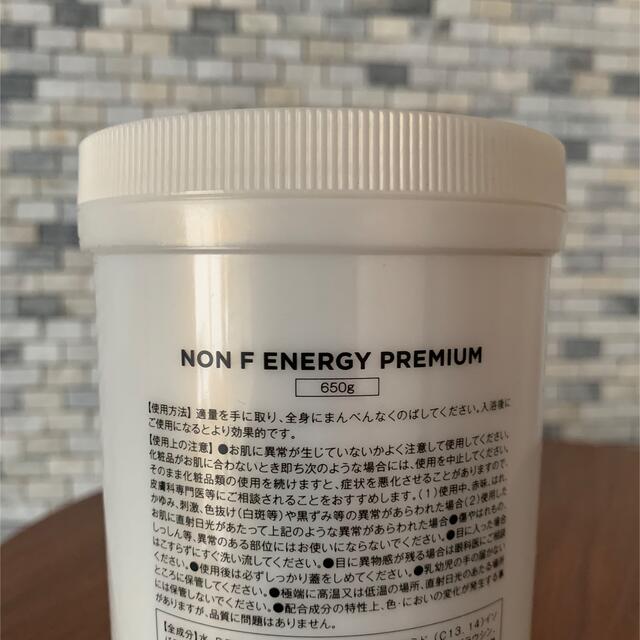 NON F ENERGY PREMIUM
650g
【使用方法】適量を手に取り、全身にまんべんなくのばしてください。入浴後に
ご使用になるとより効果的です。
【使用上の注意】●お肌に異常が生じていないかよく注意して使用してください。
化粧品がお肌に合わないとき即ち次のような場合には、使用を中止してください。
そのまま化粧品類の使用を続けますと、症状を悪化させることがありますので、
皮膚科専門医等にご相談されることをおすすめします。(1)使用中、赤味、はれ、
かゆみ、刺激、色抜け(白斑等)や黒ずみ等の異常があらわれた場合(2)使用した
お肌に直射日光があたって上記のような異常があらわれた場合●傷やはれもの、
しっしん等、異常のある部位にはお使いにならないでください。●目に入った場合
はこすらずにすぐ洗い流してください。●目に異物感が残る場合は眼科医にご相談
ください。●使用後は必ずしっかり蓋をしめてください。●乳幼児の手の届かない
ところに保管してください。●極端に高温又は低温の場所、直射日光のあたる場所
には保管しないでください。●配合成分の特性上、色・においの変化が発生する事
がありますが、品質に問題はありません。
【全成分】水、 (C13, 14)イソ